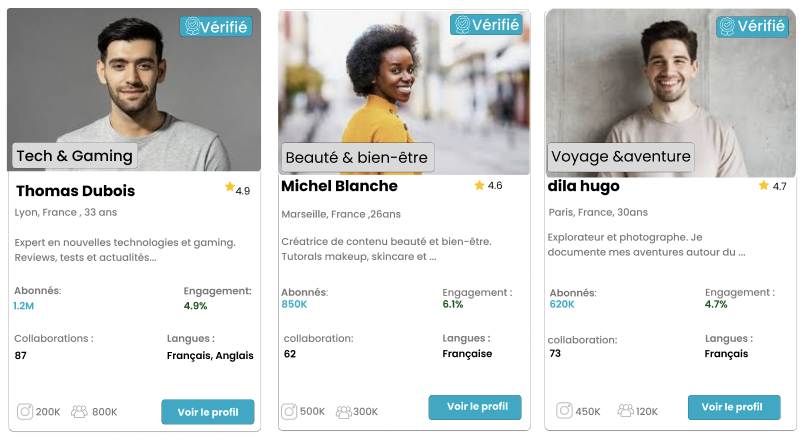 Vérifié
Tech & Gaming
Thomas Dubois
4.9
Lyon, France , 33 ans
Expert en nouvelles technologies et gaming.
Reviews, tests et actualités...
Abonnés:
Engagement:
1.2M
4.9%
Collaborations :
Langues :
87
Français, Anglais
200K
800K
Voir le profil
Vérifié
Beauté & bien-être
Michel Blanche
4.6
Marseille, France ,26ans
Créatrice de contenu beauté et bien-être.
Tutorals makeup, skincare et ...
Abonnés:
Engagement :
850K
6.1%
collaboration:
Langues :
62
Française
500K
300K
Voir le profil
Vérifié
Voyage &aventure
dila hugo
4.7
Paris, France, 30ans
Explorateur et photographe. Je
documente mes aventures autour du ...
Abonnés:
Engagement :
620K
4.7%
collaboration:
Langues :
73
Français
450K
120K
Voir le profil